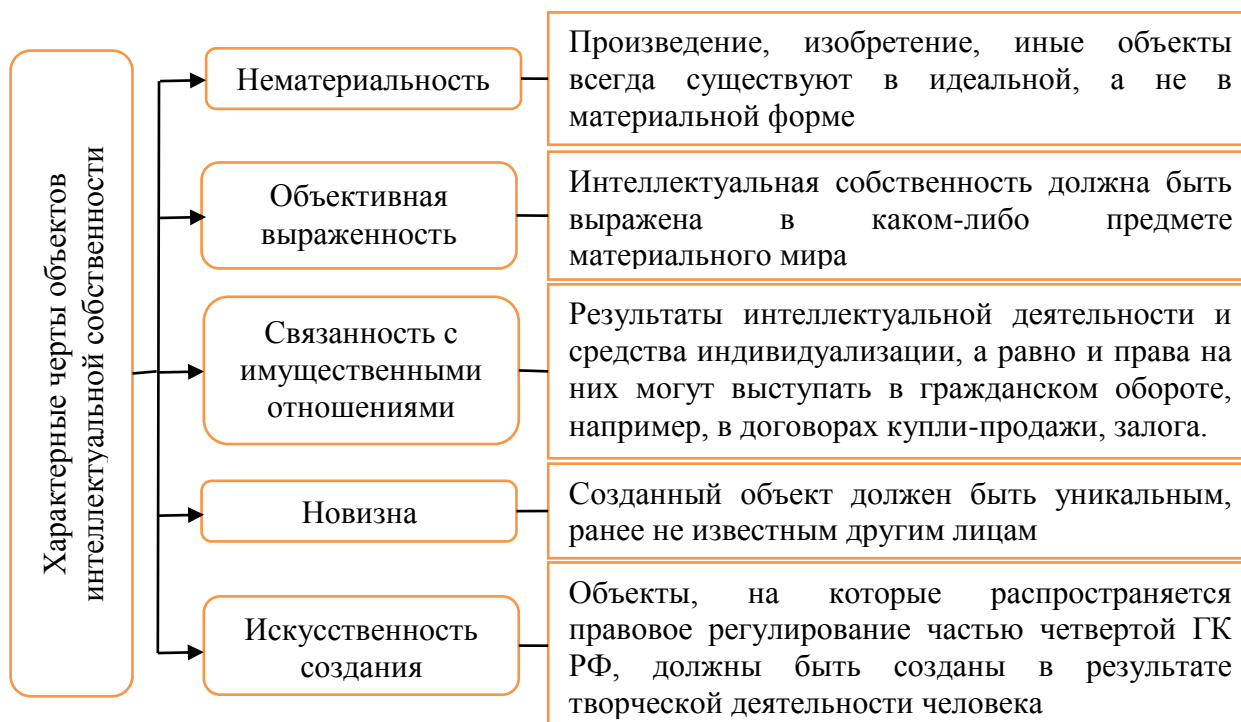 Характерные черты объектов
интеллектуальной собственности
Нематериальность
Произведение, изобретение, иные объекты
всегда существуют в идеальной, а не в
материальной форме
Объективная
выраженность
Интеллектуальная собственность должна быть
выражена в каком-либо предмете
материального мира
Связанность с
имущественными
отношениями
Результаты интеллектуальной деятельности и
средства индивидуализации, а равно и права на
них могут выступать в гражданском обороте,
например, в договорах купли-продажи, залога.
Новизна
Созданный объект должен быть уникальным,
ранее не известным другим лицам
Искусственность
создания
Объекты, на которые распространяется
правовое регулирование частью четвертой ГК
РФ, должны быть созданы в результате
творческой деятельности человека